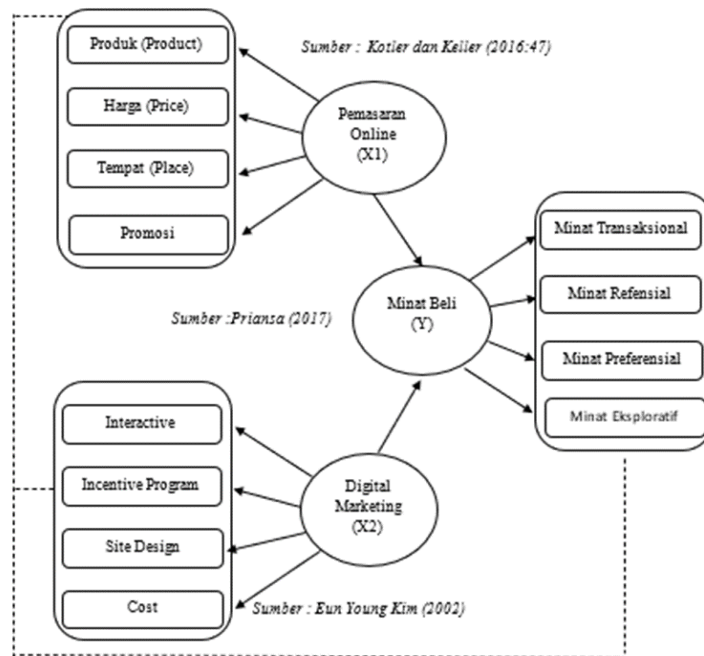 Produk (Product)
Harga (Price)
Tempat (Place)
Promosi
Sumber : Kotler dan Keller (2016:47)
Pemasaran
Online
(X1)
Minat Beli
(Y)
Sumber :Priansa (2017)
Minat Transaksional
Minat Refensial
Minat Preferensial
Minat Eksploratif
Interactive
Incentive Program
Site Design
Cost
Digital
Marketing
(X2)
Sumber : Eun Young Kim (2002)